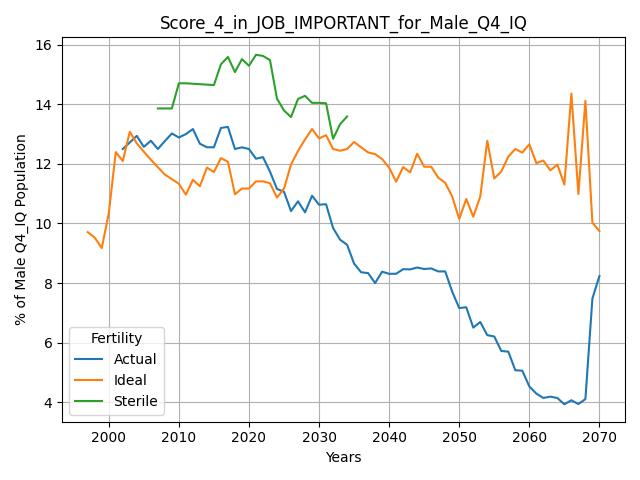 Score_4_in_JOB_IMPORTANT_for_Male_Q4_IQ
% of Male Q4_IQ Population
16
14
12
10
8
6
4
Fertility
Actual
Ideal
Sterile
2000 2010 2020 2030 2040 2050 2060 2070
Years